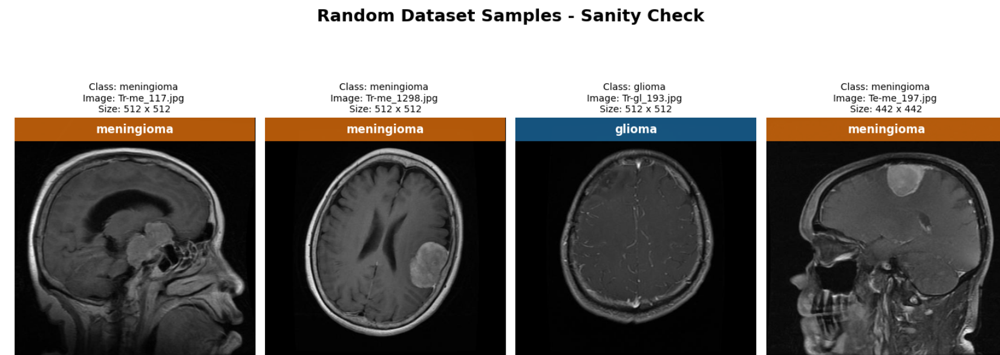 Random Dataset Samples - Sanity Check
Class: meningioma
Image: Tr-me_117.jpg
Size: 512 x 512
meningioma
Class: meningioma
Image: Tr-me_1298.jpg
Size: 512 x 512
meningioma
Class: glioma
Image: Tr-gl_193.jpg
Size: 512 x 512
glioma
Class: meningioma
Image: Te-me_197.jpg
Size: 442 x 442
meningioma